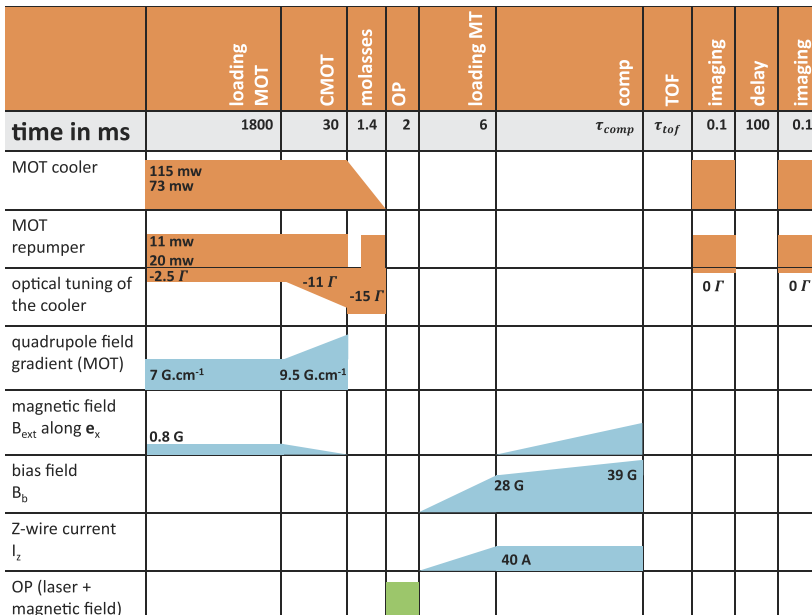 loading
MOT
CMOT
molasses
OP
loading MT
comp
TOF
imaging
delay
imaging
time in ms
1800
30
1.4
2
6
τcomp
τtof
0.1
100
0.1
MOT cooler
115 mw
73 mw
MOT
repumper
11 mw
20 mw
optical tuning of
the cooler
-2.5 Γ
-11 Γ
-15 Γ
0 Γ
0 Γ
quadrupole field
gradient (MOT)
7 G.cm-1
9.5 G.cm-1
magnetic field
Bext along ex
0.8 G
bias field
Bb
28 G
39 G
Z-wire current
Iz
40 A
OP (laser +
magnetic field)